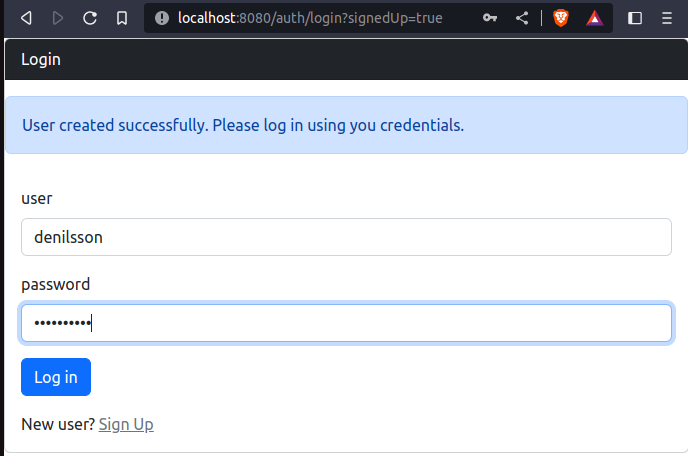 localhost:8080/auth/login?signedUp=true
Login
User created successfully. Please log in using you credentials.
user
denilsson
password
••••••••••
Log in
New user? Sign Up